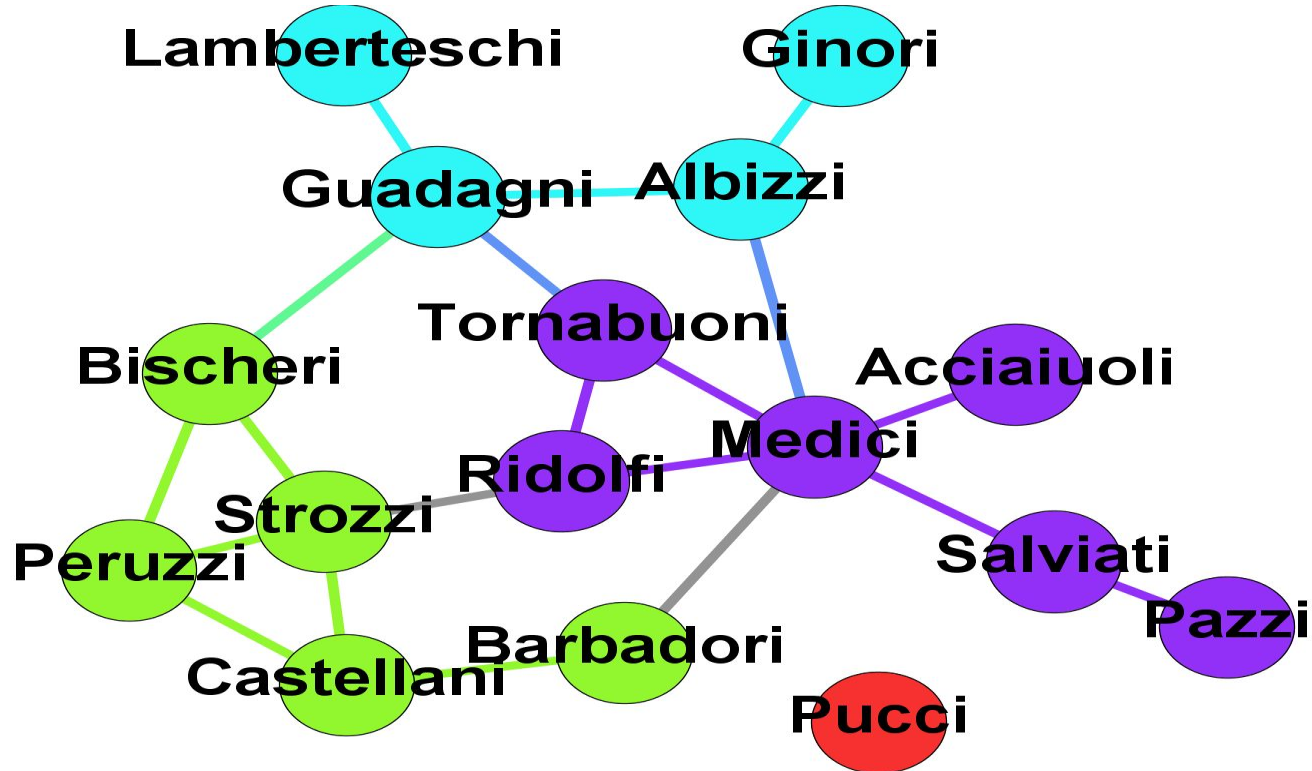 Lamberteschi
Ginori
Guadagni
Albizzi
Tornabuoni
Bischeri
Acciaiuoli
Medici
Ridolfi
Strozzi
Salviati
Peruzzi
Pazzi
Barbadori
Castellani
Pucci